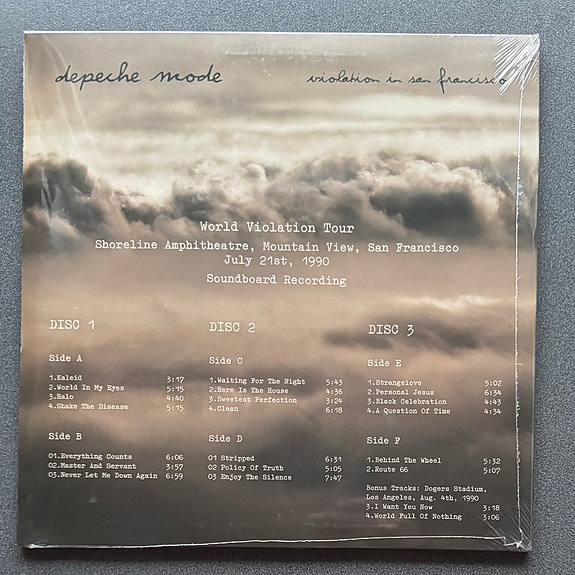 depeche mode
violation in san francisco
World Violation Tour
Shoreline Amphitheatre, Mountain View, San Francisco
July 21st, 1990
Soundboard Recording
DISC 1
Side A
1.Kaleid 3:17
2.World In My Eyes 5:15
3.Halo 4:40
4.Shake The Disease 5:15
Side B
01.Everything Counts 6:06
02.Master And Servant 3:57
03.Never Let Me Down Again 6:59
DISC 2
Side C
1.Waiting For The Night 5:43
2.Here Is The House 4:36
3.Sweetest Perfection 3:24
4.Clean 6:18
Side D
01 Stripped 6:31
02 Policy Of Truth 5:05
03 Enjoy The Silence 7:47
DISC 3
Side E
1.Strangelove 5:02
2.Personal Jesus 6:34
3.Black Celebration 4:43
4.A Question Of Time 4:34
Side F
1.Behind The Wheel 5:32
2.Route 66 5:07
Bonus Tracks: Dogers Stadium,
Los Angeles, Aug. 4th, 1990
3.I Want You Now 3:18
4.World Full Of Nothing 3:06